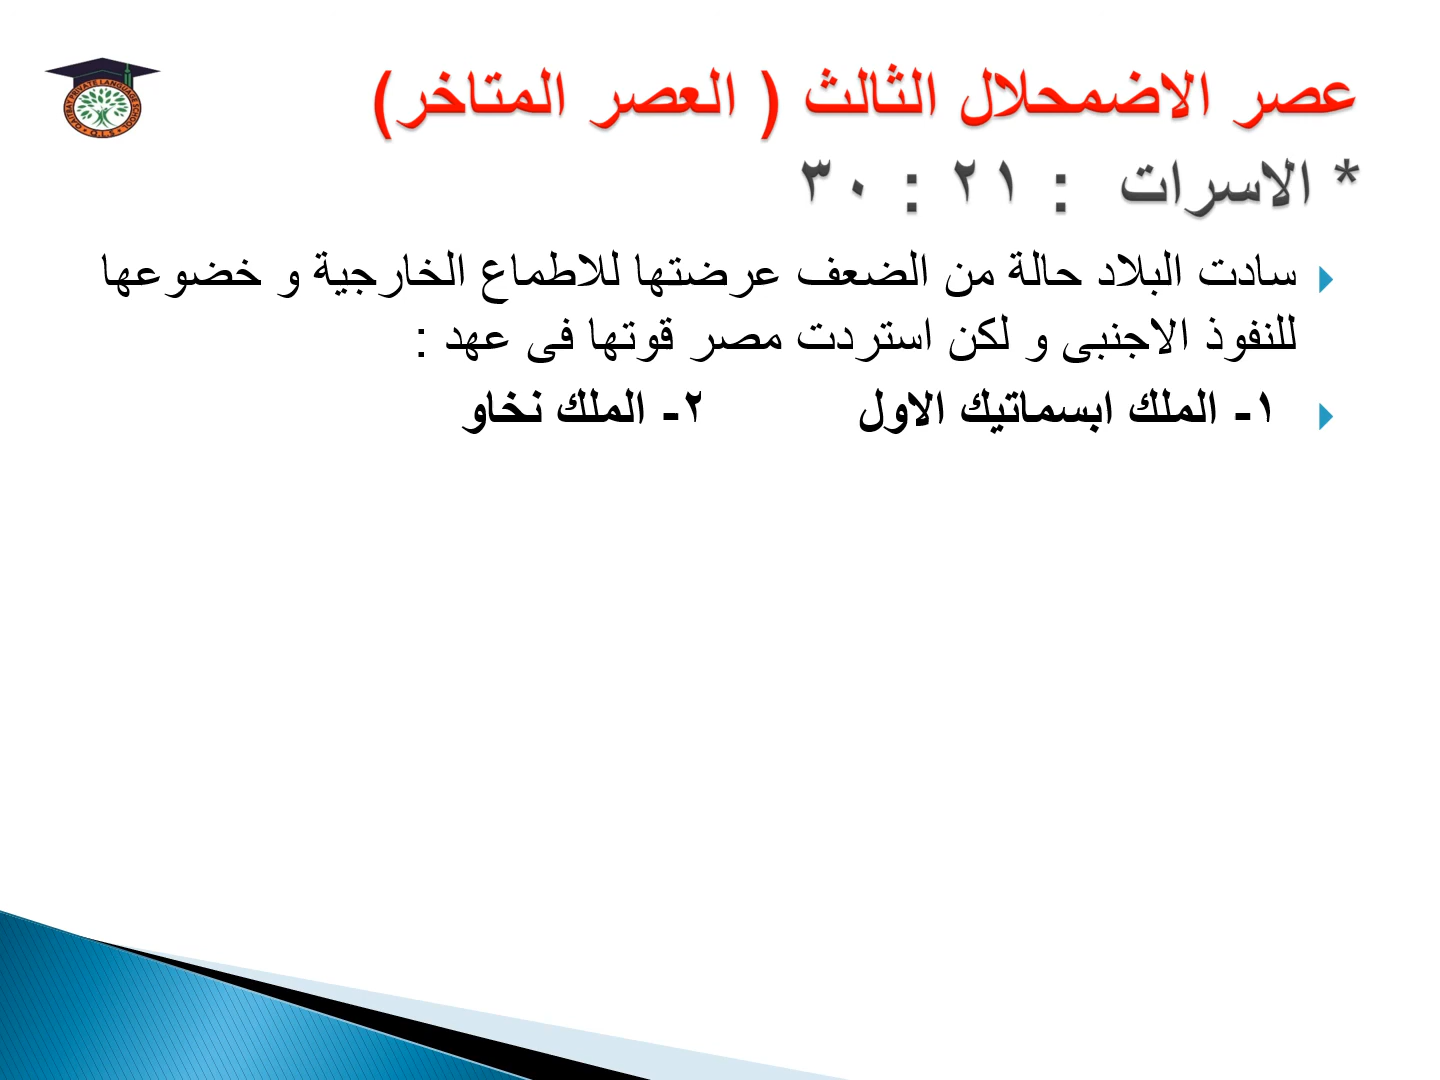 عصر الاضمحلال الثالث ( العصر المتاخر)
* الاسرات : ٢١ : ٣٠
سادت البلاد حالة من الضعف عرضتها للاطماع الخارجية و خضوعها
للنفوذ الاجنبى و لكن استردت مصر قوتها فى عهد :
١- الملك ابسماتيك الاول ٢- الملك نخاو